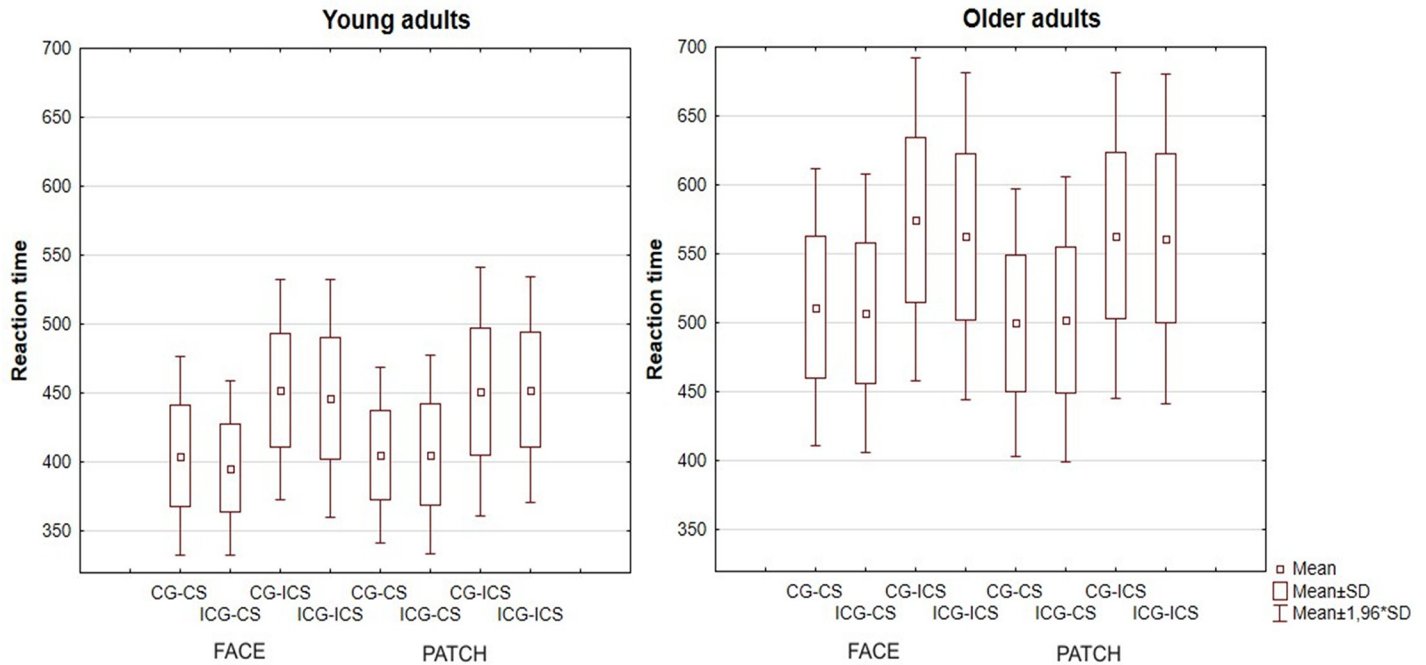 Young adults
Older adults
700
650
600
550
500
450
400
350
Reaction time
CG-CS
CG-ICS
CG-CS
CG-ICS
ICG-CS
ICG-ICS
ICG-CS
ICG-ICS
FACE
PATCH
700
650
600
550
500
450
400
350
Reaction time
CG-CS
CG-ICS
CG-CS
CG-ICS
ICG-CS
ICG-ICS
ICG-CS
ICG-ICS
FACE
PATCH
Mean
Mean±SD
Mean±1,96*SD